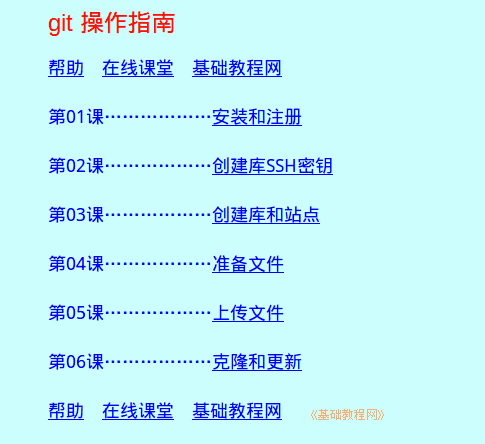 git 操作指南
帮助 在线课堂 基础教程网
第01课………………安装和注册
第02课………………创建库SSH密钥
第03课………………创建库和站点
第04课………………准备文件
第05课………………上传文件
第06课………………克隆和更新
帮助 在线课堂 基础教程网 《基础教程网》